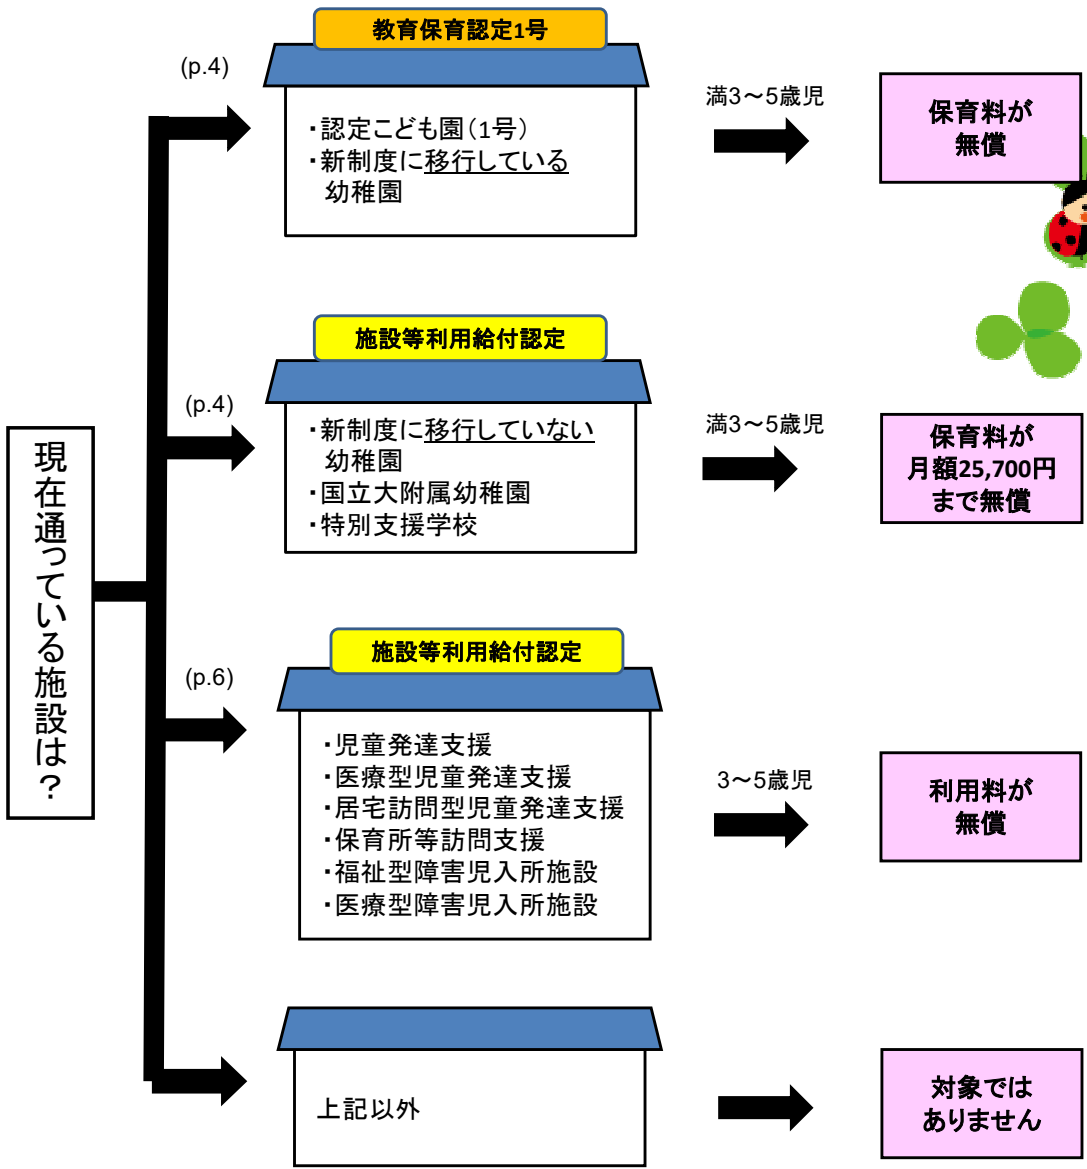 現在通っている施設は？
教育保育認定1号
(p.4)
・認定こども園（1号）
・新制度に移行している
幼稚園
満3～5歳児
保育料が
無償
施設等利用給付認定
(p.4)
・新制度に移行していない
幼稚園
・国立大附属幼稚園
・特別支援学校
満3～5歳児
保育料が
月額25,700円
まで無償
施設等利用給付認定
(p.6)
・児童発達支援
・医療型児童発達支援
・居宅訪問型児童発達支援
・保育所等訪問支援
・福祉型障害児入所施設
・医療型障害児入所施設
3～5歳児
利用料が
無償
上記以外
対象では
ありません